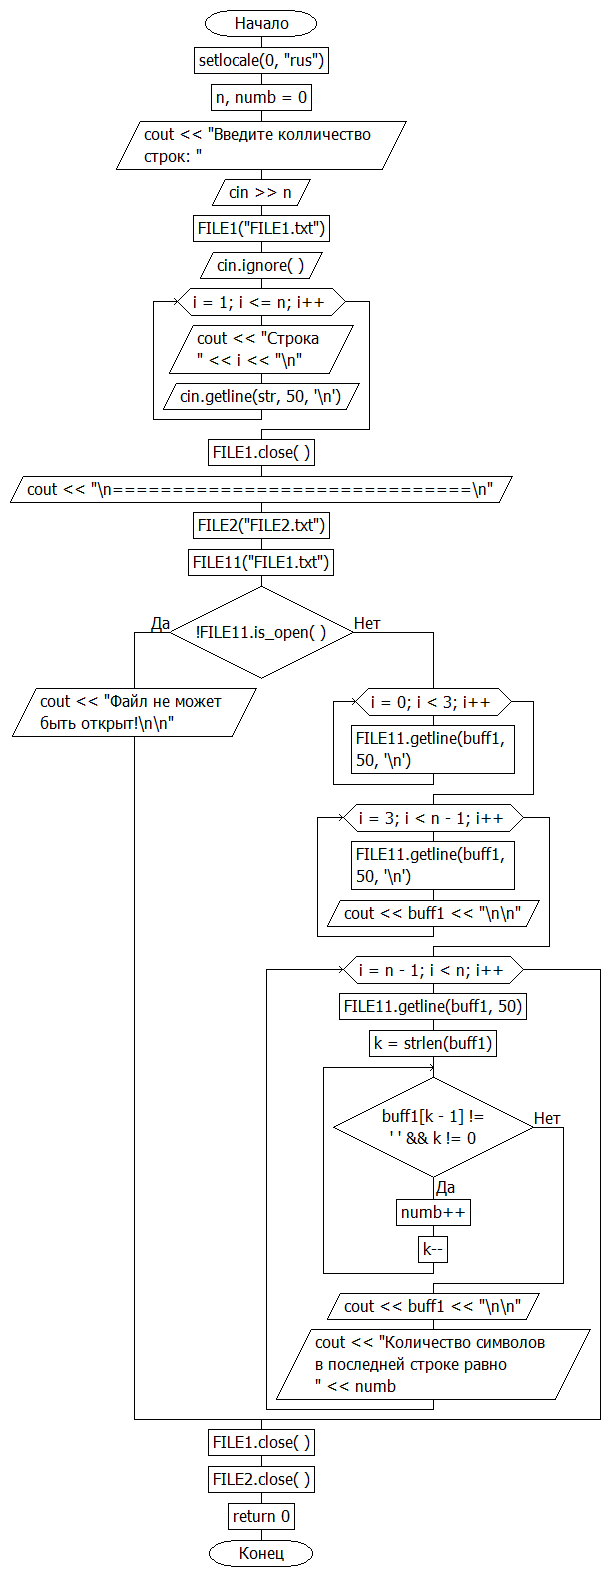 Начало
setlocale(0, "rus")
n, numb = 0
cout << "Введите колличество
строк: "
cin >> n
FILE1("FILE1.txt")
cin.ignore( )
i = 1; i <= n; i++
cout << "Строка
" << i << "\n"
cin.getline(str, 50, '\n')
FILE1.close( )
cout << "\n==============================\n"
FILE2("FILE2.txt")
FILE11("FILE1.txt")
!FILE11.is_open( )
Да
Нет
cout << "Файл не может
быть открыт!\n\n"
i = 0; i < 3; i++
FILE11.getline(buff1,
50, '\n')
i = 3; i < n - 1; i++
FILE11.getline(buff1,
50, '\n')
cout << buff1 << "\n\n"
i = n - 1; i < n; i++
FILE11.getline(buff1, 50)
k = strlen(buff1)
buff1[k - 1] !=
' ' && k != 0
Нет
Да
numb++
k--
cout << buff1 << "\n\n"
cout << "Количество символов
в последней строке равно
" << numb
FILE1.close( )
FILE2.close( )
return 0
Конец